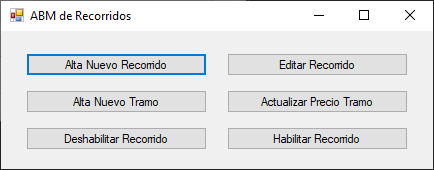 ABM de Recorridos
Alta Nuevo Recorrido
Editar Recorrido
Alta Nuevo Tramo
Actualizar Precio Tramo
Deshabilitar Recorrido
Habilitar Recorrido